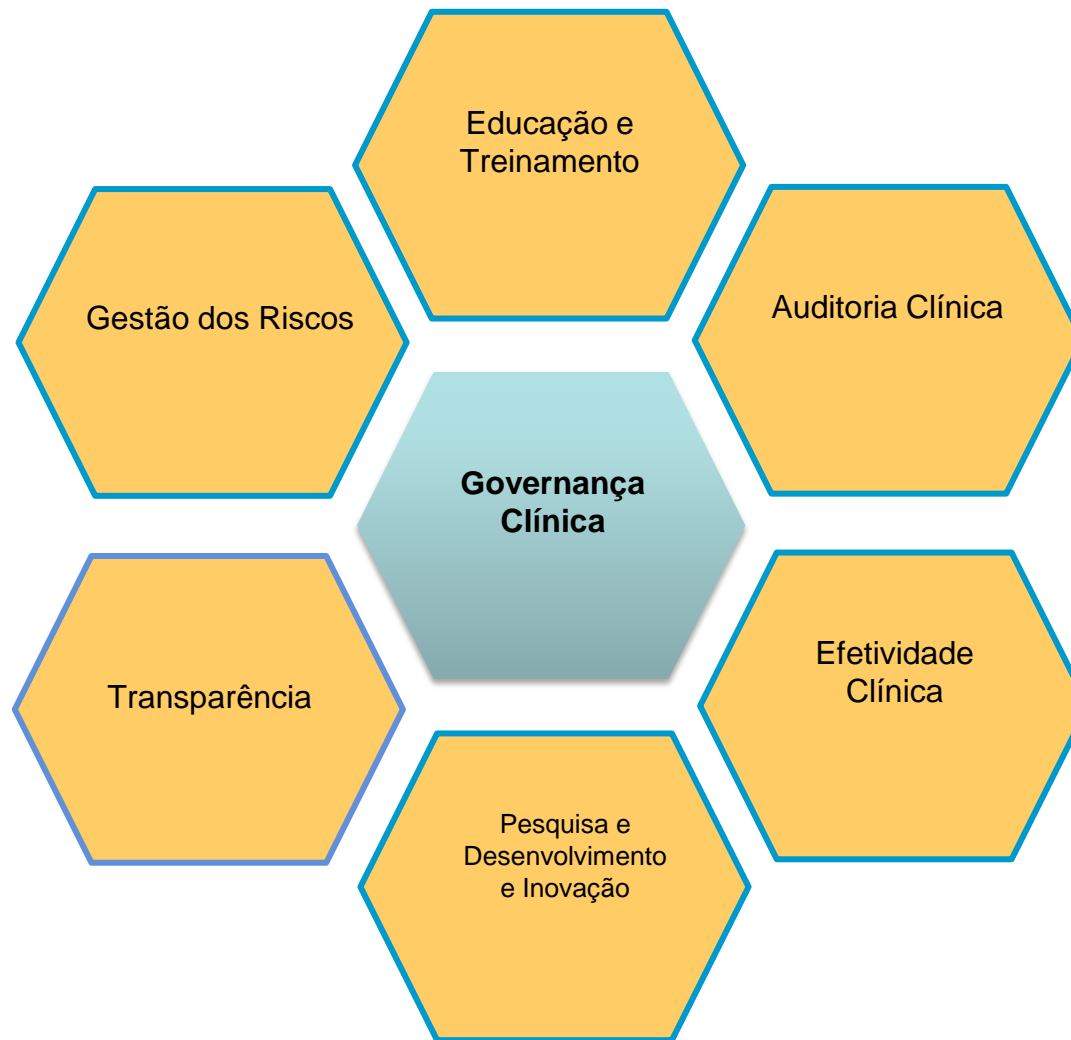 Educação e
Treinamento
Gestão dos Riscos
Auditoria Clínica
Governança
Clínica
Transparência
Efetividade
Clínica
Pesquisa e
Desenvolvimento
e Inovação